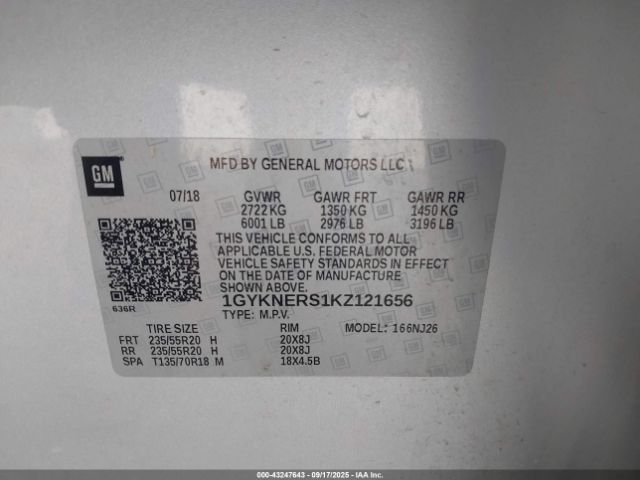 GM
MFD BY GENERAL MOTORS LLC
07/18 GVWR GAWR FRT GAWR RR
2722 KG 1350 KG 1450 KG
6001 LB 2976 LB 3196 LB
THIS VEHICLE CONFORMS TO ALL
APPLICABLE U.S. FEDERAL MOTOR
VEHICLE SAFETY STANDARDS IN EFFECT
ON THE DATE OF MANUFACTURE
SHOWN ABOVE.
1GYKNERS1KZ121656
636R
TYPE: M.P.V. MODEL: 166NJ26
TIRE SIZE RIM
FRT 235/55R20 H 20X8J
RR 235/55R20 H 20X8J
SPA T135/70R18 M 18X4.5B
000-43247643 - 09/17/2025 - IAA Inc.